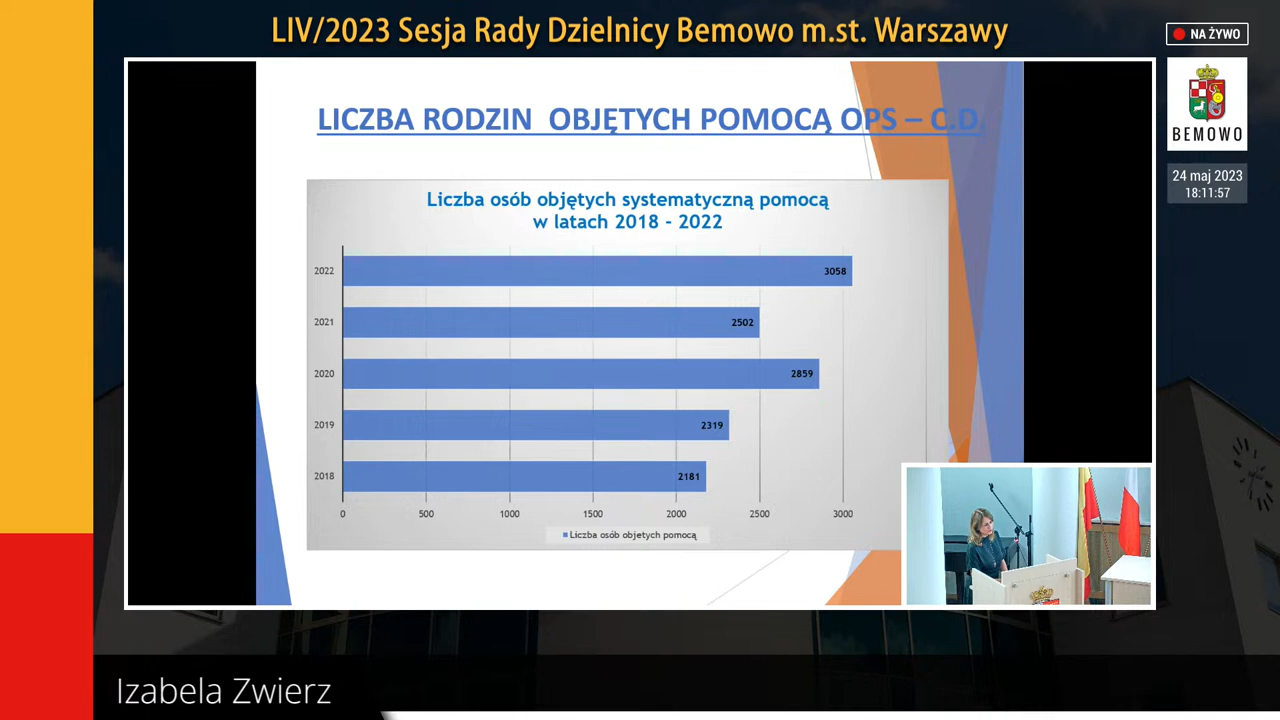 LIV/2023 Sesja Rady Dzielnicy Bemowo m.st. Warszawy
NA ŻYWO
BEMOWO
24 maj 2023
18:11:57
LICZBA RODZIN OBJĘTYCH POMOCĄ OPS – C.D.
Liczba osób objętych systematyczną pomocą
w latach 2018 - 2022
2022
3058
2021
2502
2020
2859
2019
2319
2018
2181
0 500 1000 1500 2000 2500 3000
Liczba osób objetych pomocą
Izabela Zwierz